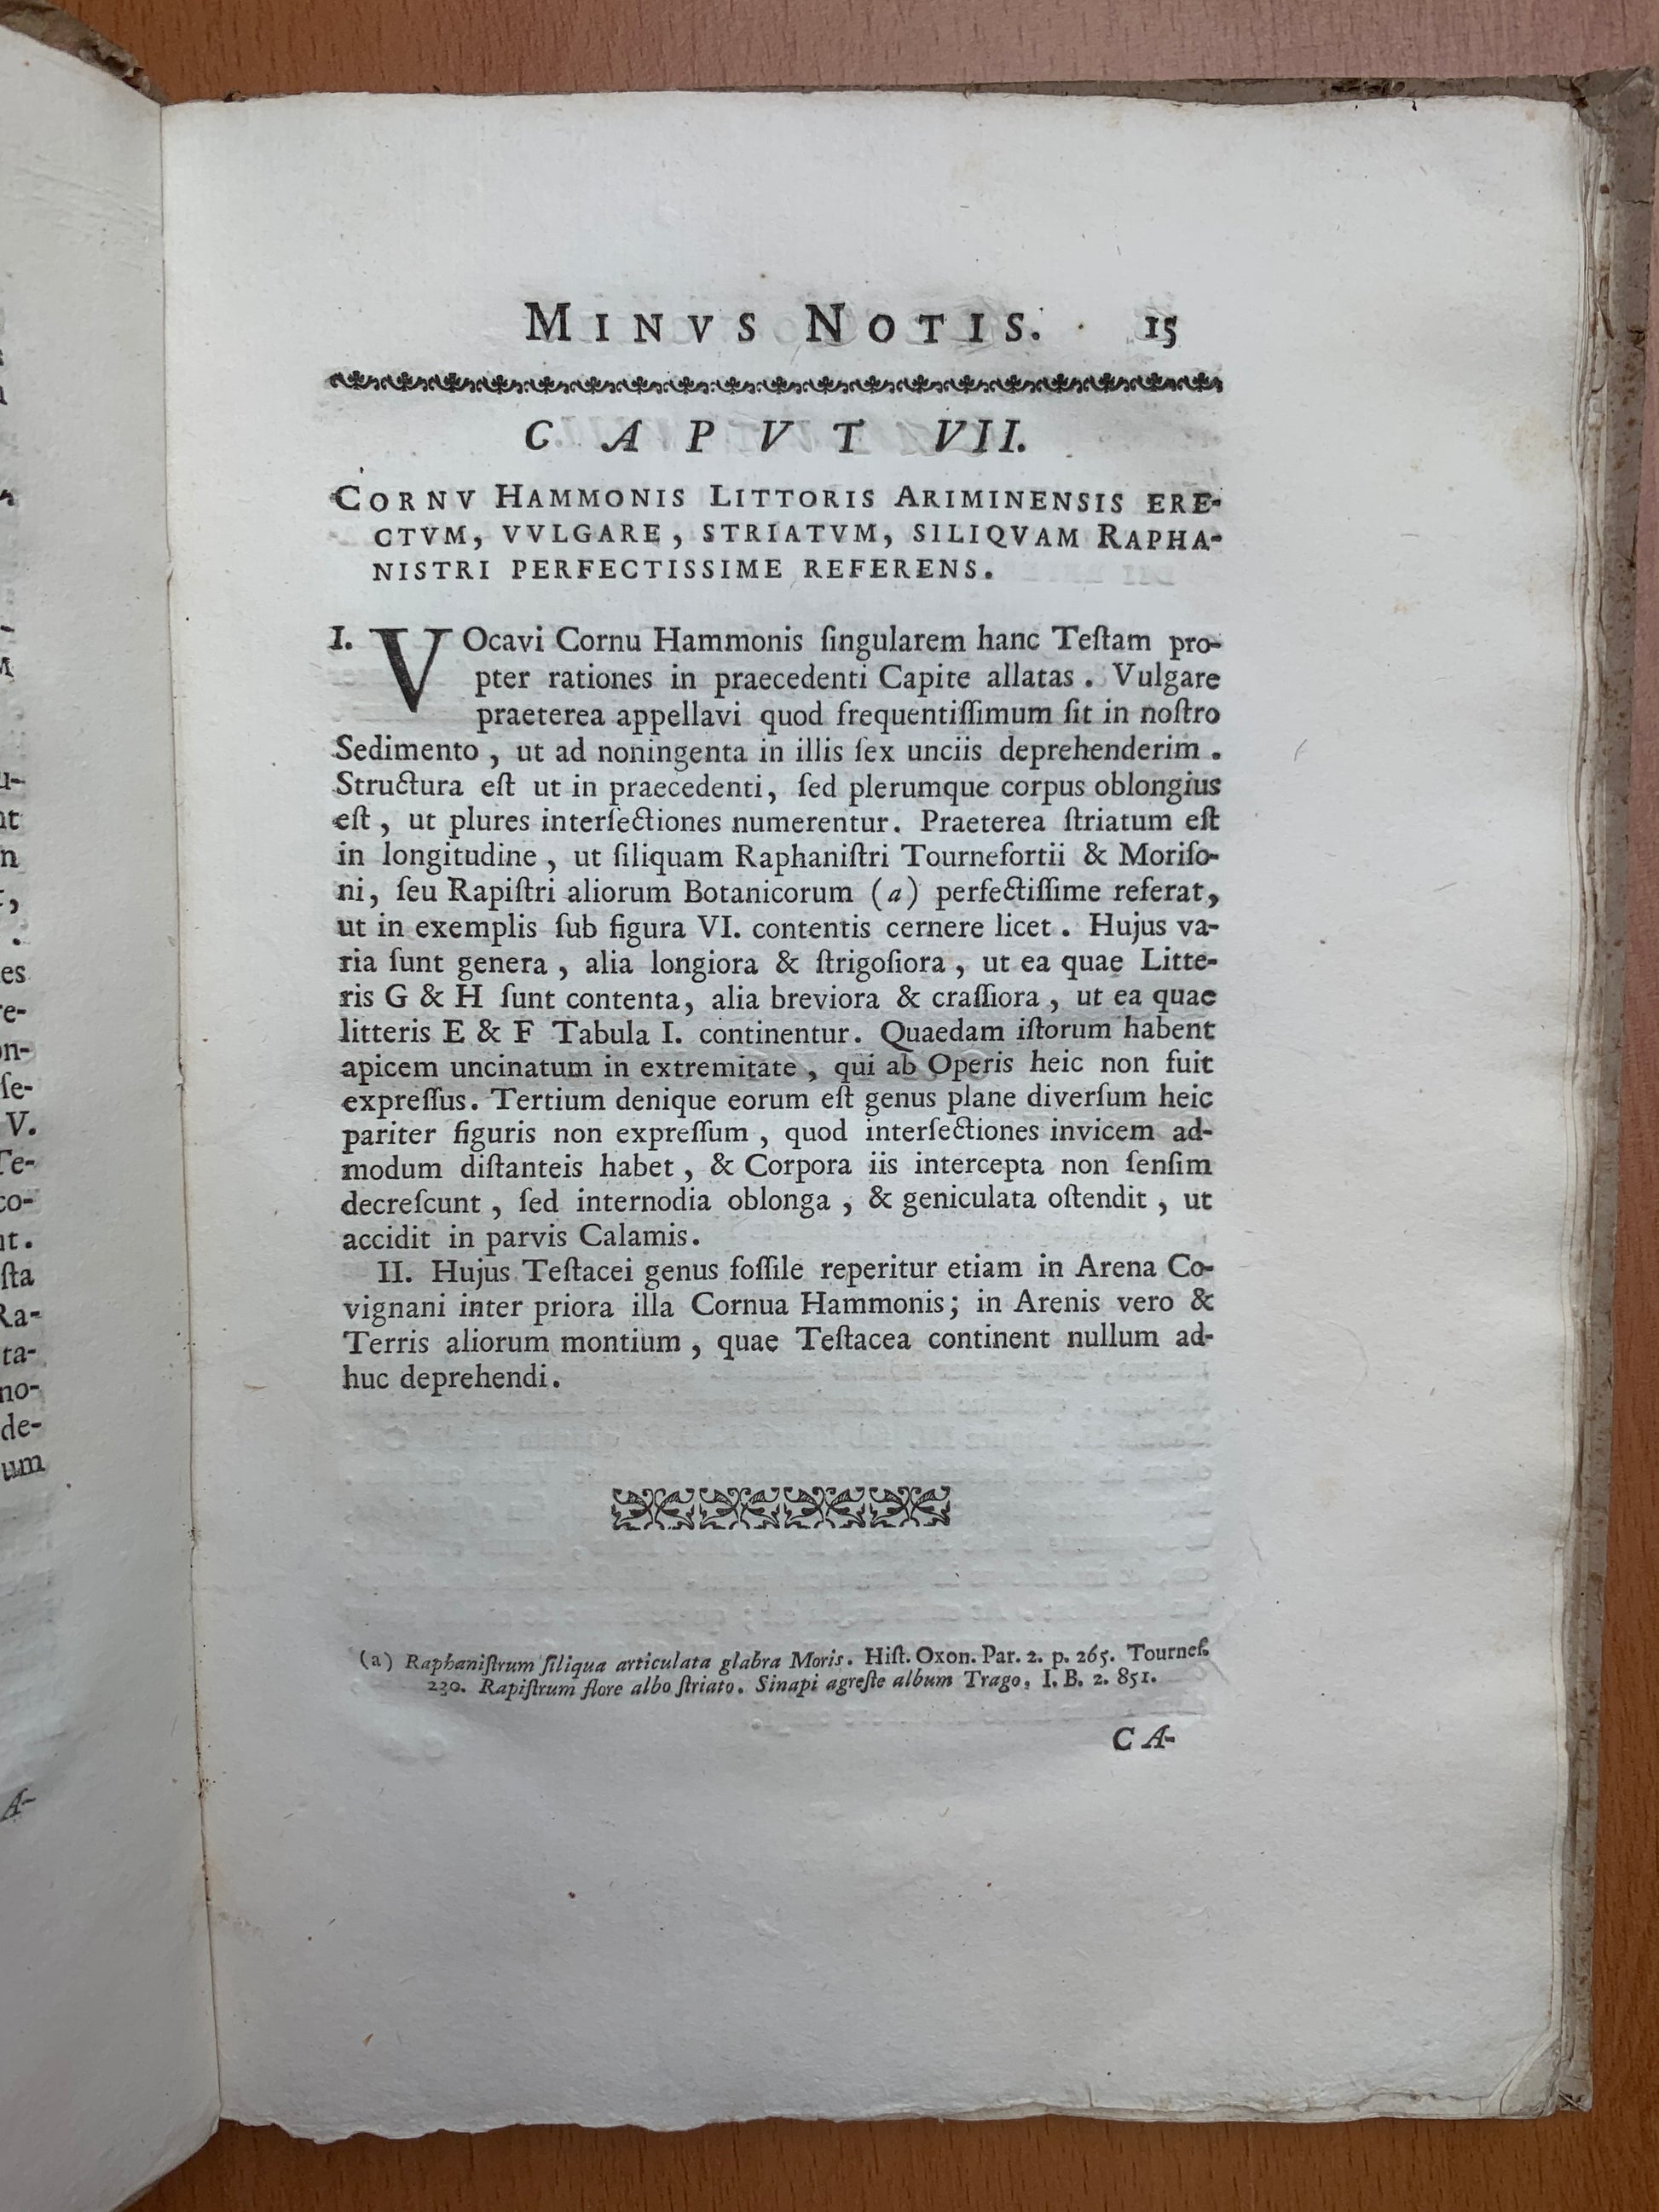 MINVS NOTIS. 15
CAPVT VII.
CORNV HAMMONIS LITTORIS ARIMINENSIS ERE-
CTVM, VVLGARE, STRIATVM, SILIQVAM RAPHA-
NISTRI PERFECTISSIME REFERENS.
I. VOcavi Cornu Hammonis ſingularem hanc Teſtam pro-
pter rationes in praecedenti Capite allatas. Vulgare
praeterea appellavi quod frequentiſſimum ſit in noſtro
Sedimento, ut ad noningenta in illis ſex unciis deprehenderim.
Structura eſt ut in praecedenti, ſed plerumque corpus oblongius
eſt, ut plures interſectiones numerentur. Praeterea ſtriatum eſt
in longitudine, ut ſiliquam Raphaniſtri Tournefortii & Moriſo-
ni, ſeu Rapiſtri aliorum Botanicorum (a) perfectiſſime referat,
ut in exemplis ſub figura VI. contentis cernere licet. Hujus va-
ria ſunt genera, alia longiora & ſtrigoſiora, ut ea quae Litte-
ris G & H ſunt contenta, alia breviora & craſſiora, ut ea quae
litteris E & F Tabula I. continentur. Quaedam iſtorum habent
apicem uncinatum in extremitate, qui ab Operis heic non fuit
expreſſus. Tertium denique eorum eſt genus plane diverſum heic
pariter figuris non expreſſum, quod interſectiones invicem ad-
modum diſtanteis habet, & Corpora iis intercepta non ſenſim
decreſcunt, ſed internodia oblonga, & geniculata oſtendit, ut
accidit in parvis Calamis.
II. Hujus Teſtacei genus foſſile reperitur etiam in Arena Co-
vignani inter priora illa Cornua Hammonis; in Arenis vero &
Terris aliorum montium, quae Teſtacea continent nullum ad-
huc deprehendi.
(a) Raphaniſtrum ſiliqua articulata glabra Moris. Hiſt. Oxon. Par. 2. p. 265. Tournef.
230. Rapiſtrum flore albo ſtriato. Sinapi agreſte album Trago, I. B. 2. 851.
CA-